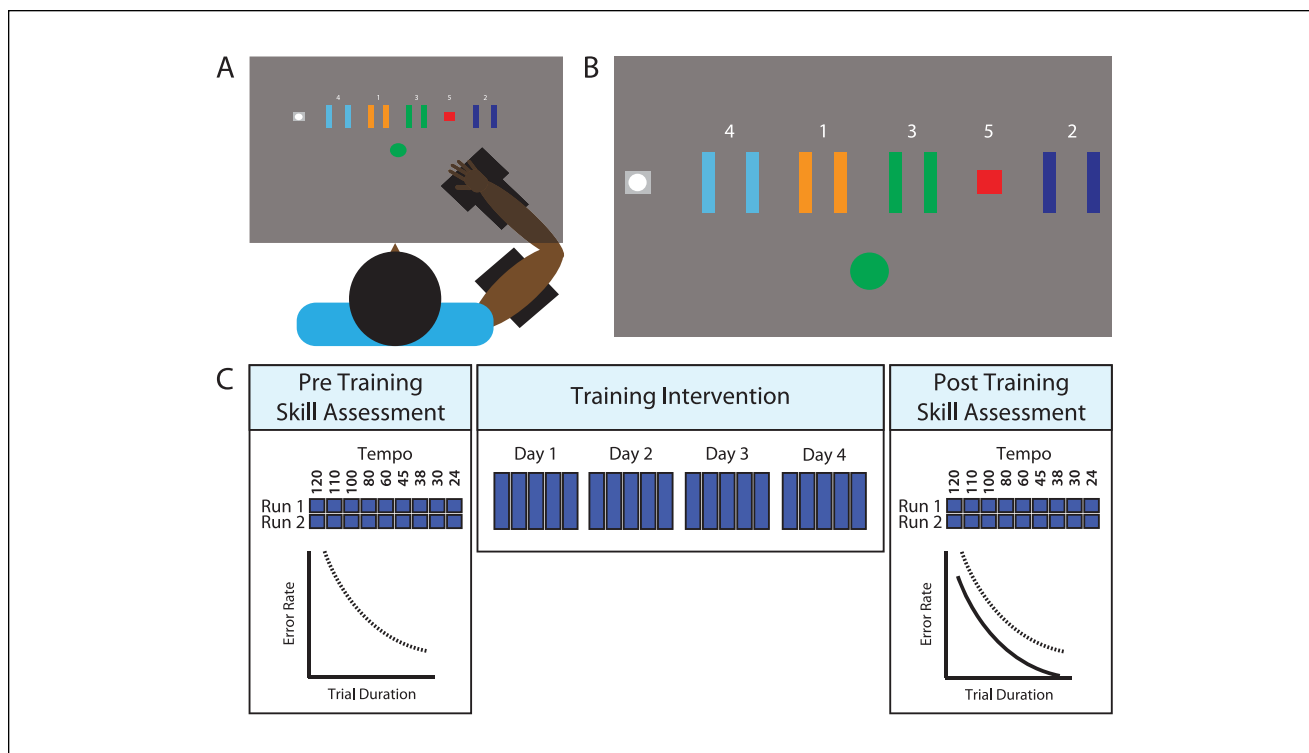 A
4 1 3 5 2
B
4 1 3 5 2
C
Pre Training
Skill Assessment
Tempo
120 110 100 80 60 45 38 30 24
Run 1
Run 2
Error Rate
Trial Duration
Training Intervention
Day 1 Day 2 Day 3 Day 4
Post Training
Skill Assessment
Tempo
120 110 100 80 60 45 38 30 24
Run 1
Run 2
Error Rate
Trial Duration